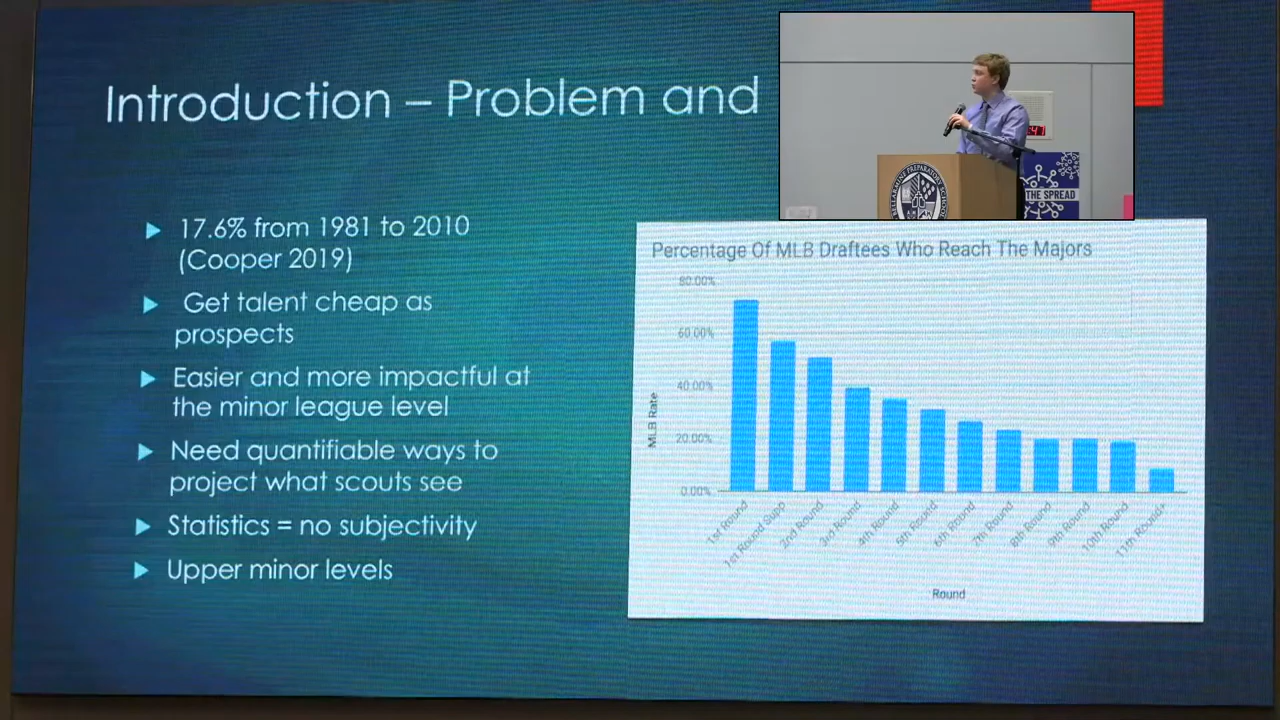 Introduction – Problem and
17.6% from 1981 to 2010
(Cooper 2019)
Get talent cheap as
prospects
Easier and more impactful at
the minor league level
Need quantifiable ways to
project what scouts see
Statistics = no subjectivity
Upper minor levels
THE SPREAD
Percentage Of MLB Draftees Who Reach The Majors
80.00%
60.00%
40.00%
20.00%
0.00%
MLB Rate
1st Round
1st Round Supp
2nd Round
3rd Round
4th Round
5th Round
6th Round
7th Round
8th Round
9th Round
10th Round
11th Round+
Round